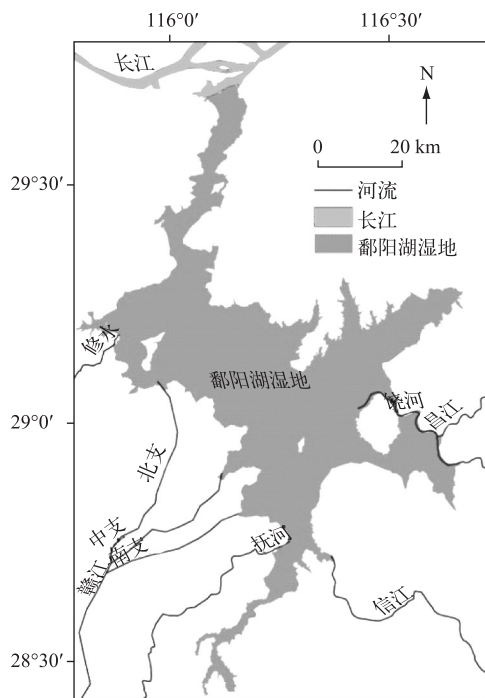 116°0′
116°30′
长江
N
0
20 km
29°30′
河流
长江
鄱阳湖湿地
修水
鄱阳湖湿地
饶河
29°0′
昌江
北支
中支
南支
抚河
赣江
信江
28°30′